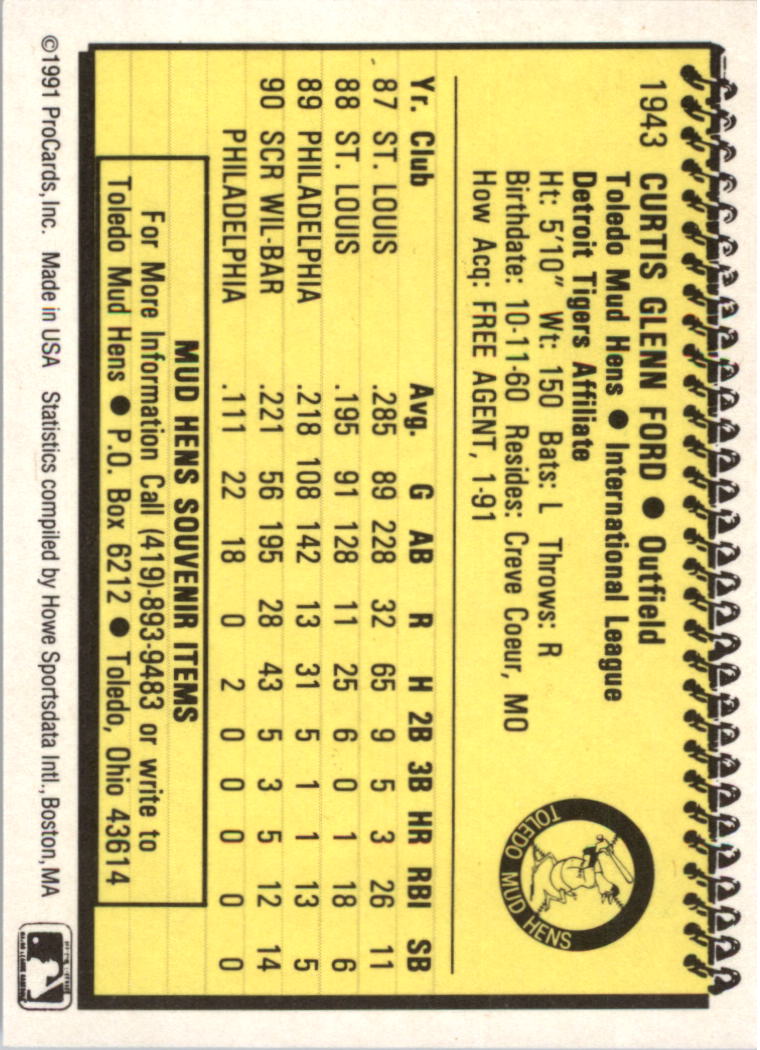 1943 CURTIS GLENN FORD ● Outfield
Toledo Mud Hens ● International League
Detroit Tigers Affiliate
Ht: 5'10" Wt: 150 Bats: L Throws: R
Birthdate: 10-11-60 Resides: Creve Coeur, MO
How Acq: FREE AGENT, 1-91
TOLEDO MUD HENS
Yr. Club Avg. G AB R H 2B 3B HR RBI SB
87 ST. LOUIS .285 89 228 32 65 9 5 3 26 11
88 ST. LOUIS .195 91 128 11 25 6 0 1 18 6
89 PHILADELPHIA .218 108 142 13 31 5 1 1 13 5
90 SCR WIL-BAR .221 56 195 28 43 5 3 5 12 14
PHILADELPHIA .111 22 18 0 2 0 0 0 0 0
MUD HENS SOUVENIR ITEMS
For More Information Call (419)-893-9483 or write to
Toledo Mud Hens ● P.O. Box 6212 ● Toledo, Ohio 43614
©1991 ProCards, Inc. Made in USA Statistics compiled by Howe Sportsdata Intl., Boston, MA